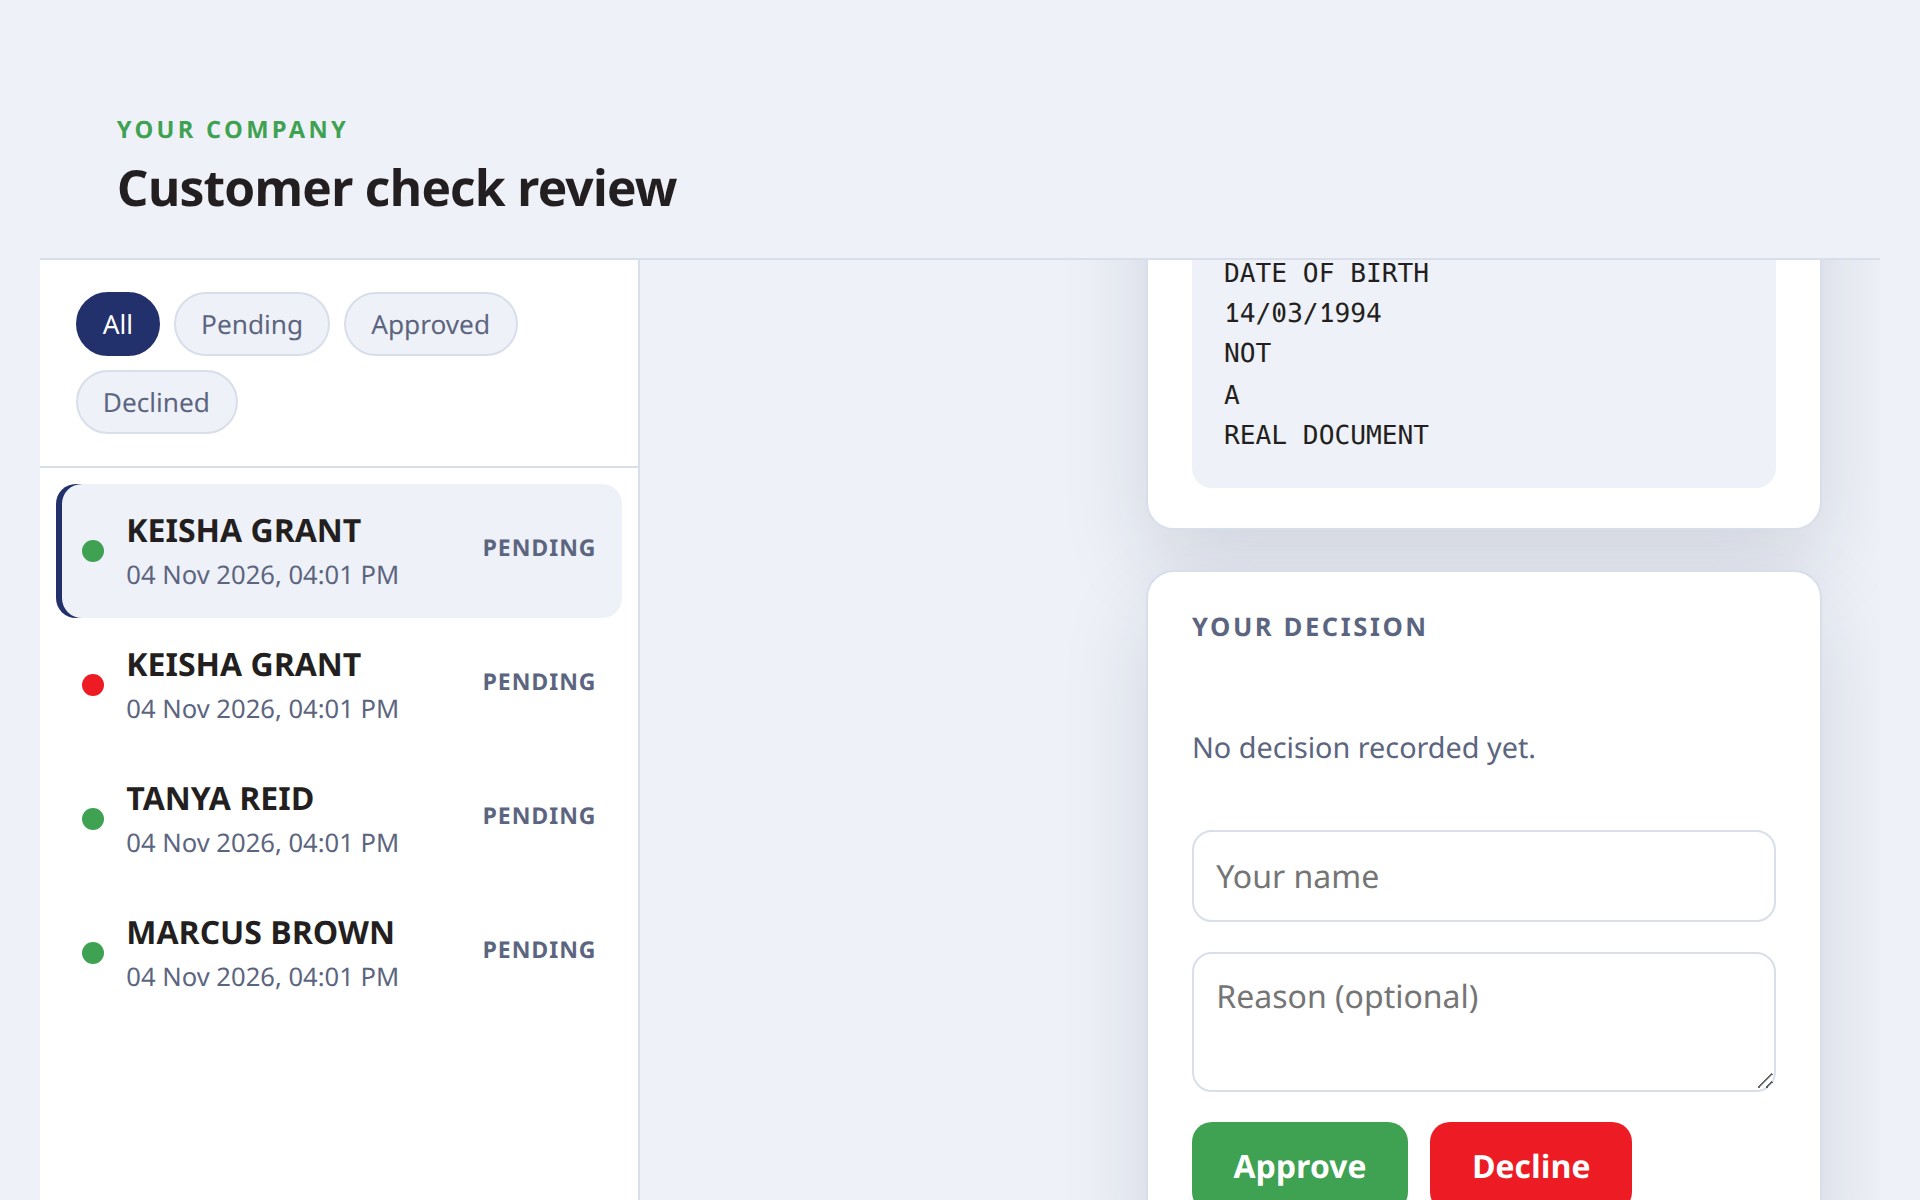 YOUR COMPANY
Customer check review
All
Pending
Approved
Declined
KEISHA GRANT
04 Nov 2026, 04:01 PM
PENDING
KEISHA GRANT
04 Nov 2026, 04:01 PM
PENDING
TANYA REID
04 Nov 2026, 04:01 PM
PENDING
MARCUS BROWN
04 Nov 2026, 04:01 PM
PENDING
DATE OF BIRTH
14/03/1994
NOT
A
REAL DOCUMENT
YOUR DECISION
No decision recorded yet.
Your name
Reason (optional)
Approve
Decline